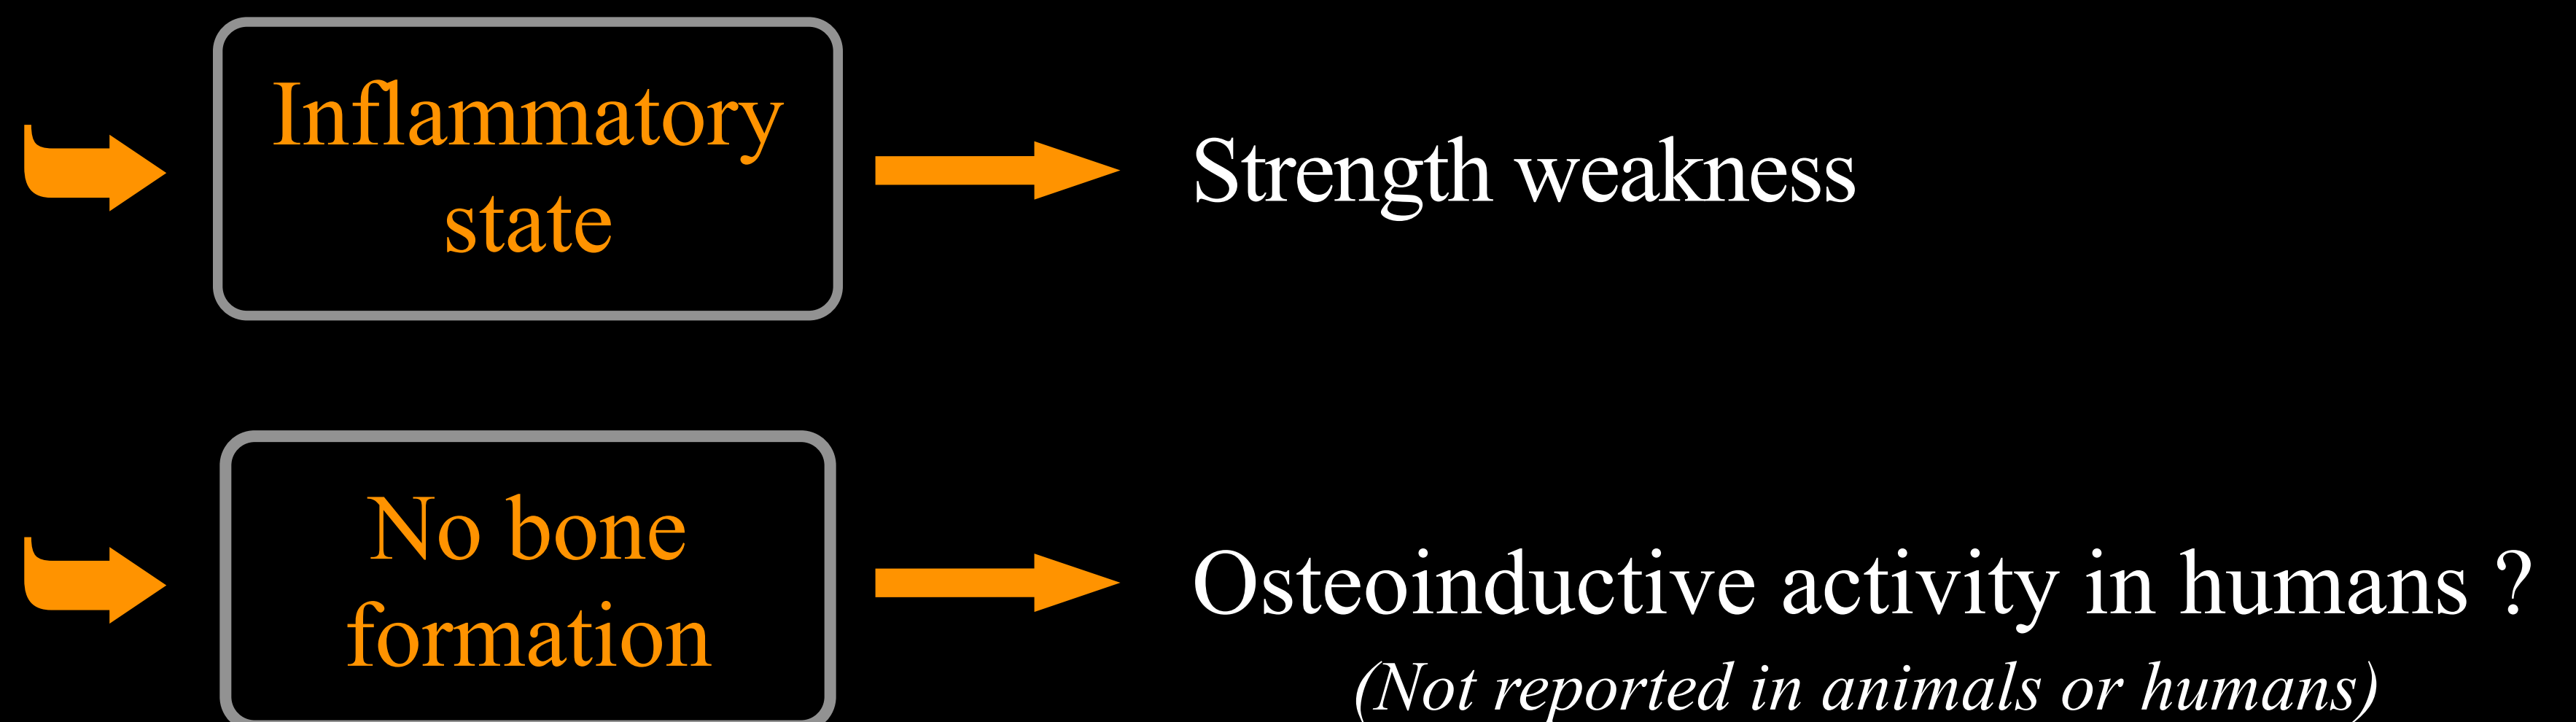 Inflammatory
state
Strength weakness
No bone
formation
Osteoinductive activity in humans ?
(Not reported in animals or humans)